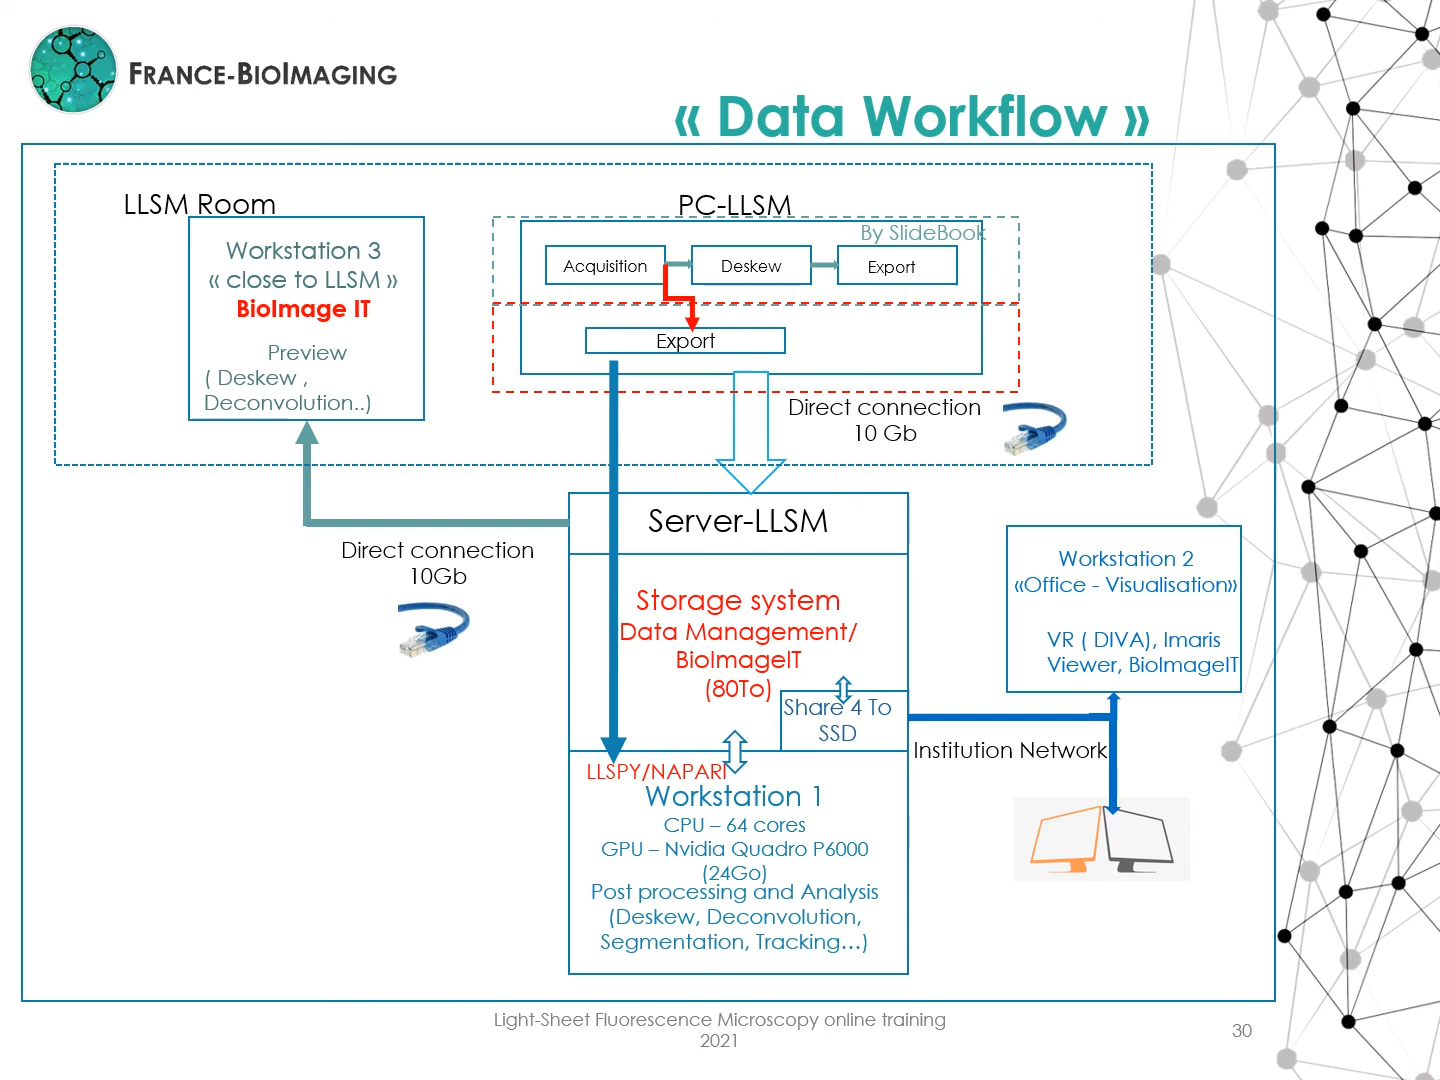 FRANCE-BIOIMAGING
« Data Workflow »
LLSM Room
PC-LLSM
By SlideBook
Workstation 3
« close to LLSM »
BioImage IT
Preview
( Deskew ,
Deconvolution..)
Acquisition
Deskew
Export
Export
Direct connection
10 Gb
Server-LLSM
Direct connection
10Gb
Storage system
Data Management/
BioImageIT
(80To)
Share 4 To
SSD
Workstation 2
«Office - Visualisation»
VR ( DIVA), Imaris
Viewer, BioImageIT
Institution Network
LLSPY/NAPARI
Workstation 1
CPU – 64 cores
GPU – Nvidia Quadro P6000
(24Go)
Post processing and Analysis
(Deskew, Deconvolution,
Segmentation, Tracking…)
Light-Sheet Fluorescence Microscopy online training
2021
30